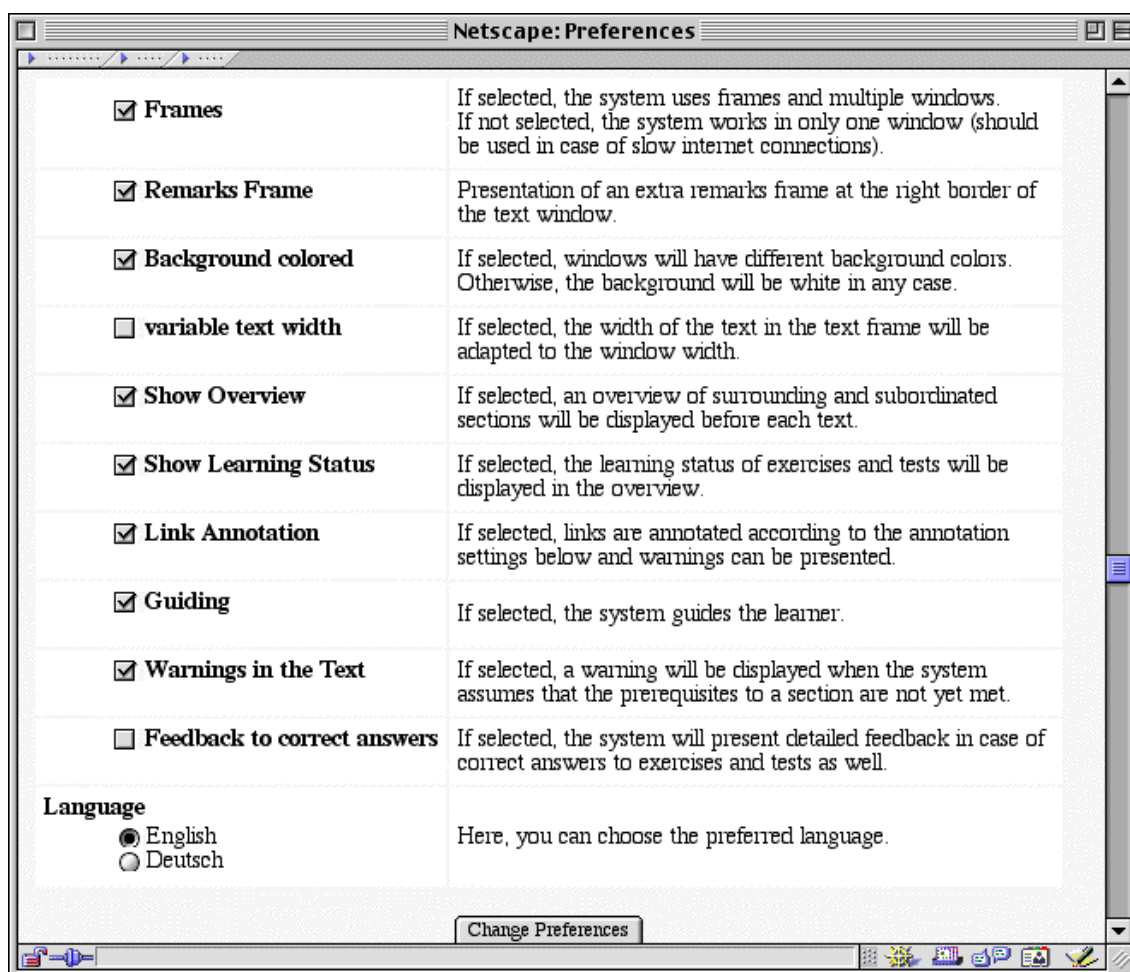 Netscape: Preferences
Frames
If selected, the system uses frames and multiple windows.
If not selected, the system works in only one window (should
be used in case of slow internet connections).
Remarks Frame
Presentation of an extra remarks frame at the right border of
the text window.
Background colored
If selected, windows will have different background colors.
Otherwise, the background will be white in any case.
variable text width
If selected, the width of the text in the text frame will be
adapted to the window width.
Show Overview
If selected, an overview of surrounding and subordinated
sections will be displayed before each text.
Show Learning Status
If selected, the learning status of exercises and tests will be
displayed in the overview.
Link Annotation
If selected, links are annotated according to the annotation
settings below and warnings can be presented.
Guiding
If selected, the system guides the learner.
Warnings in the Text
If selected, a warning will be displayed when the system
assumes that the prerequisites to a section are not yet met.
Feedback to correct answers
If selected, the system will present detailed feedback in case of
correct answers to exercises and tests as well.
Language
English
Deutsch
Here, you can choose the preferred language.
Change Preferences